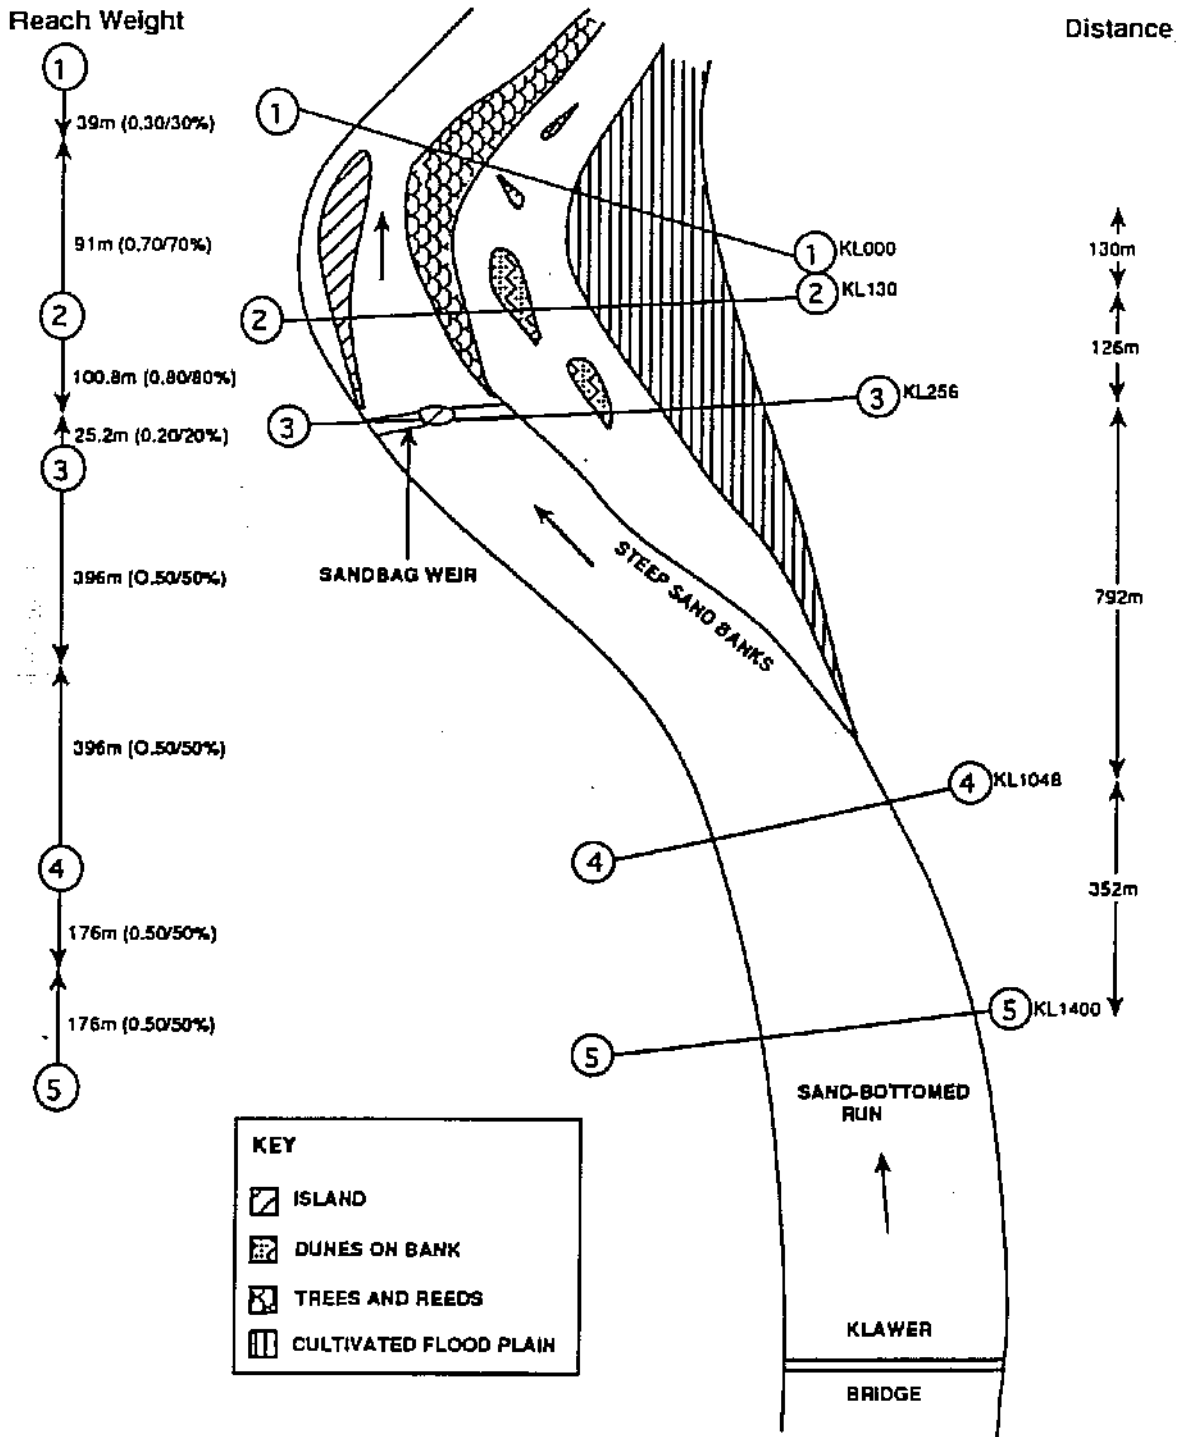 Reach Weight
Distance
1
39m (0.30/30%)
91m (0.70/70%)
2
100.8m (0.80/80%)
25.2m (0.20/20%)
3
396m (0.50/50%)
396m (0.50/50%)
4
176m (0.50/50%)
176m (0.50/50%)
5
1
1 KL000
2
2 KL130
3
3 KL256
SANDBAG WEIR
STEEP SAND BANKS
4
4 KL1048
5
5 KL1400
130m
126m
792m
352m
SAND-BOTTOMED
RUN
KLAWER
BRIDGE
KEY
ISLAND
DUNES ON BANK
TREES AND REEDS
CULTIVATED FLOOD PLAIN